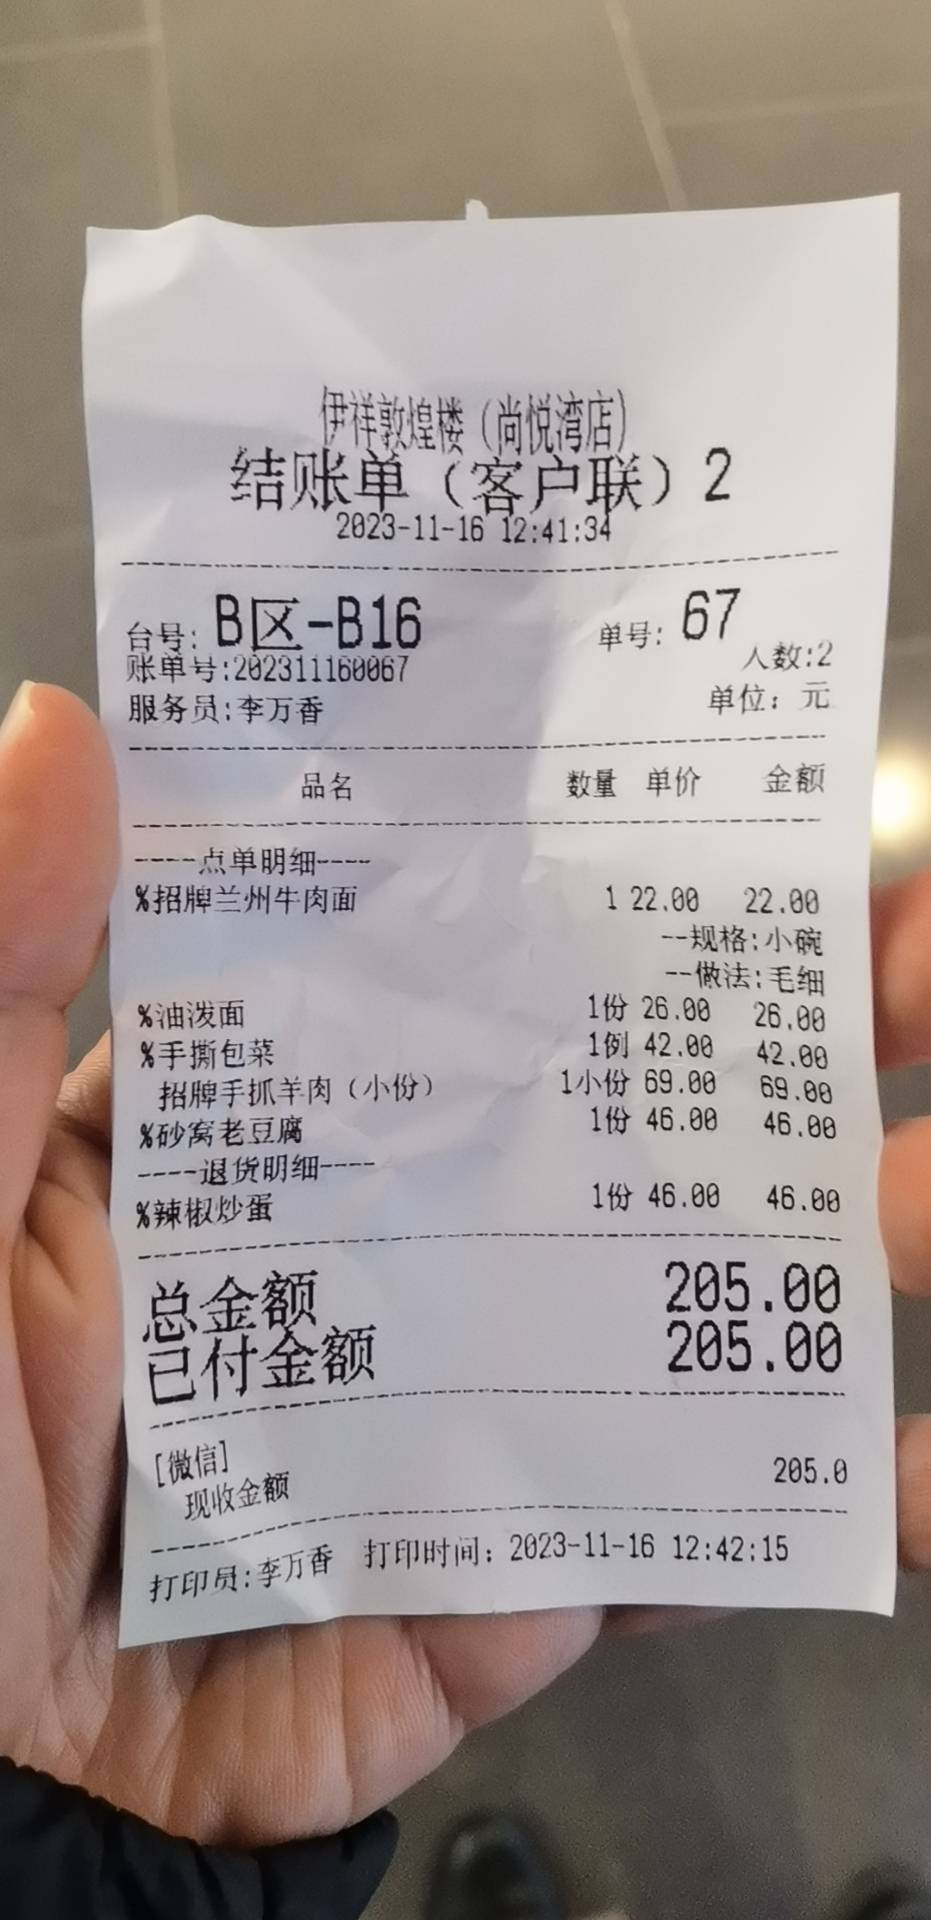 伊祥敦煌楼（尚悦湾店）
结账单（客户联）2
2023-11-16 12:41:34
台号: B区-B16 单号: 67
账单号:202311160067 人数:2
服务员:李万香 单位: 元
品名 数量 单价 金额
----点单明细----
%招牌兰州牛肉面 1 22.00 22.00
--规格:小碗
--做法:毛细
%油泼面 1份 26.00 26.00
%手撕包菜 1例 42.00 42.00
招牌手抓羊肉（小份） 1小份 69.00 69.00
%砂窝老豆腐 1份 46.00 46.00
----退货明细----
%辣椒炒蛋 1份 46.00 46.00
总金额 205.00
已付金额 205.00
[微信]
现收金额 205.0
打印员:李万香 打印时间: 2023-11-16 12:42:15